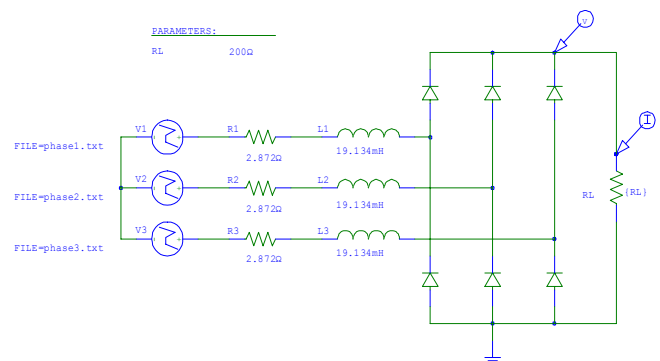 PARAMETERS:
RL 200Ω
V
I
V1 R1 L1
FILE=phase1.txt
2.872Ω 19.134mH
V2 R2 L2
FILE=phase2.txt
2.872Ω 19.134mH
RL {RL}
V3 R3 L3
FILE=phase3.txt
2.872Ω 19.134mH